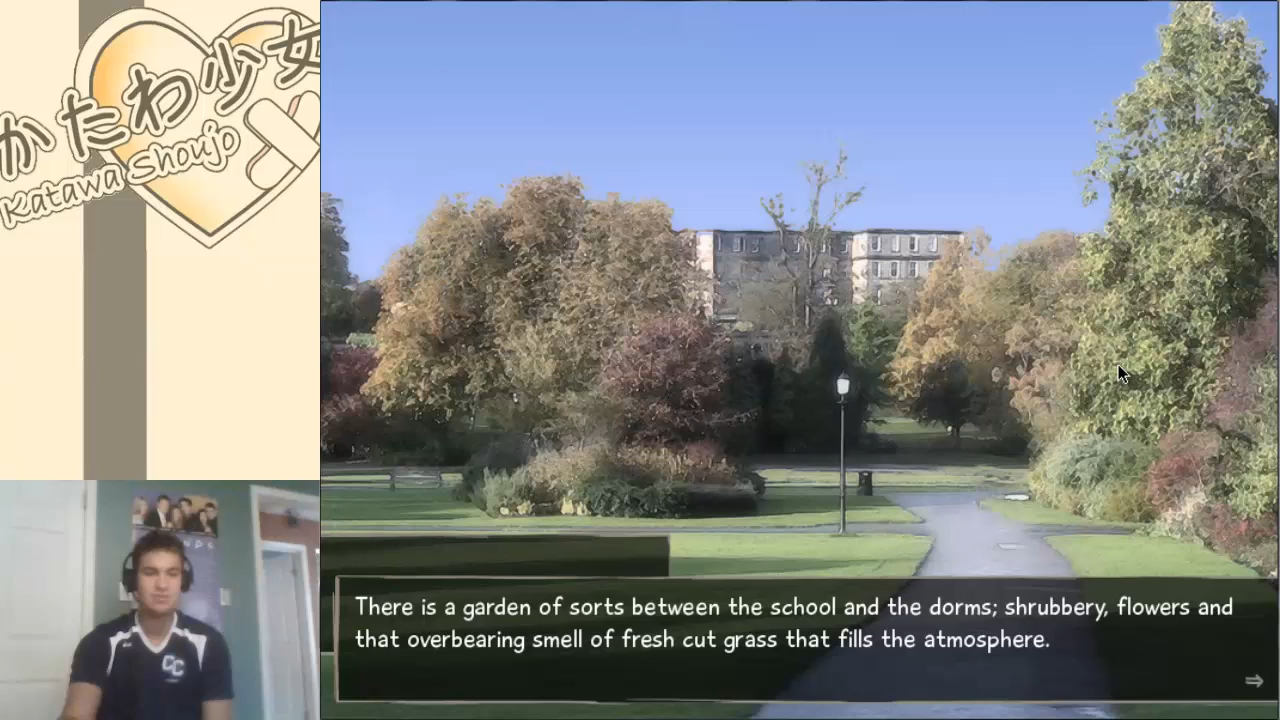 かたわ少女
Katawa Shoujo
There is a garden of sorts between the school and the dorms; shrubbery, flowers and
that overbearing smell of fresh cut grass that fills the atmosphere.
CC